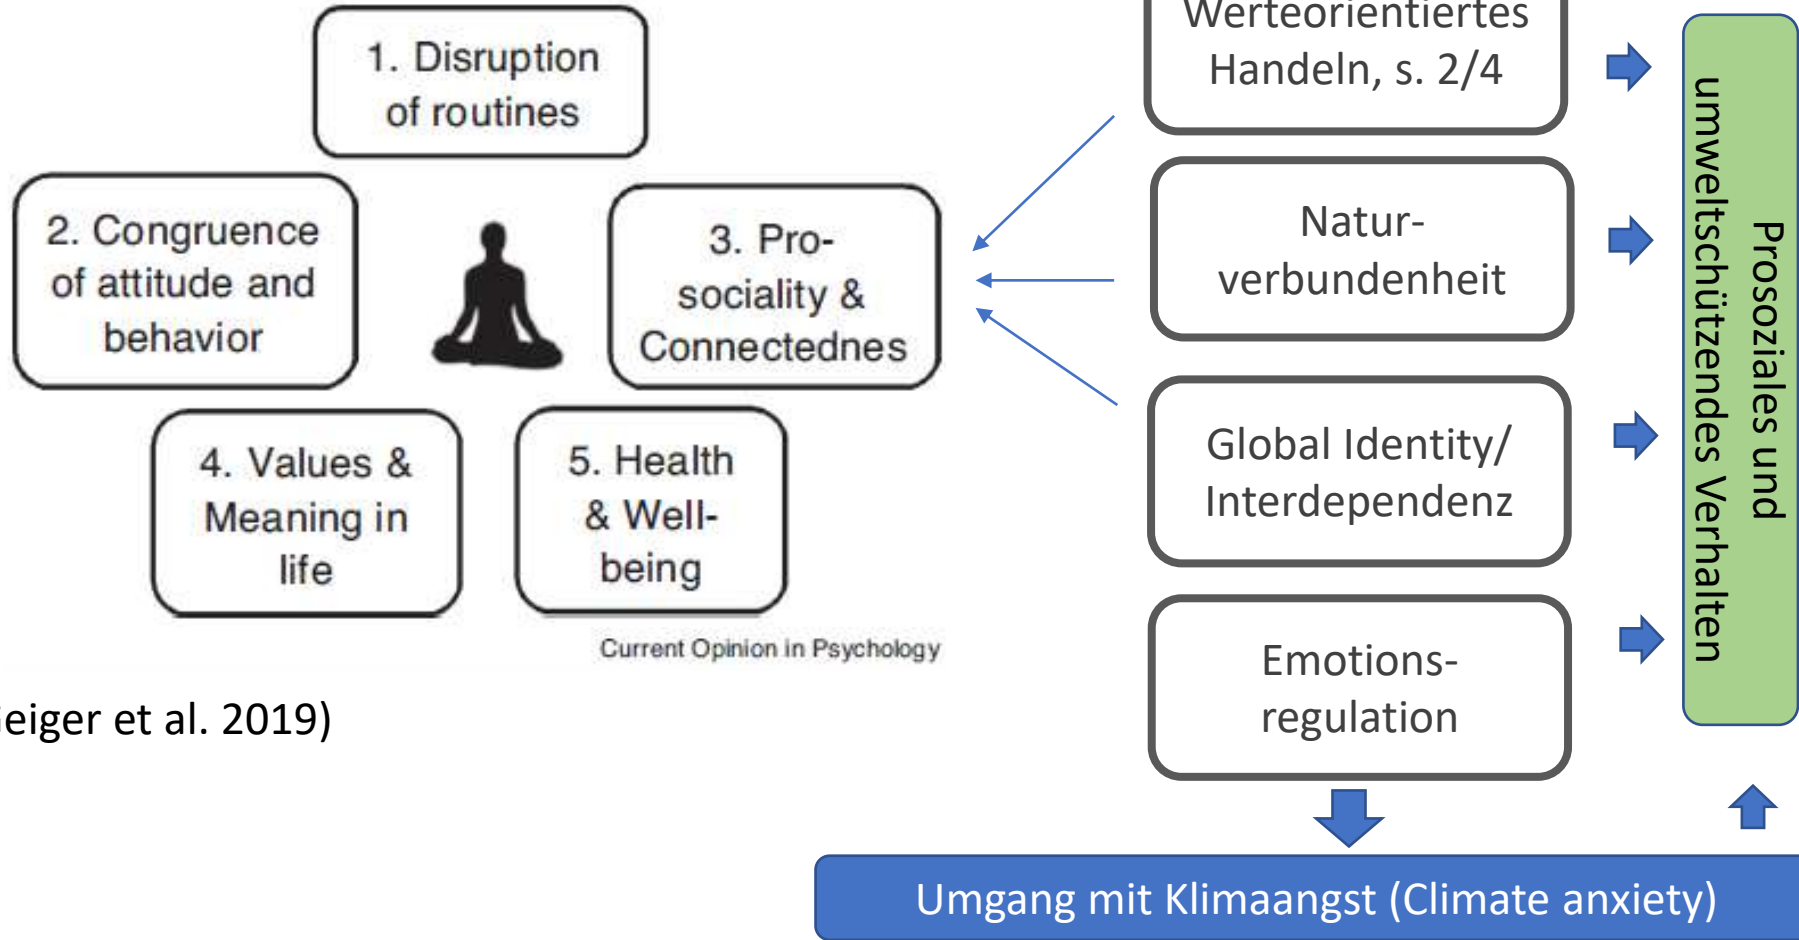 1. Disruption
of routines
2. Congruence
of attitude and
behavior
3. Pro-
sociality &
Connectednes
4. Values &
Meaning in
life
5. Health
& Well-
being
Current Opinion in Psychology
eiger et al. 2019)
Werteorientiertes
Handeln, s. 2/4
Natur-
verbundenheit
Global Identity/
Interdependenz
Emotions-
regulation
Prosoziales und
umweltschützendes Verhalten
Umgang mit Klimaangst (Climate anxiety)